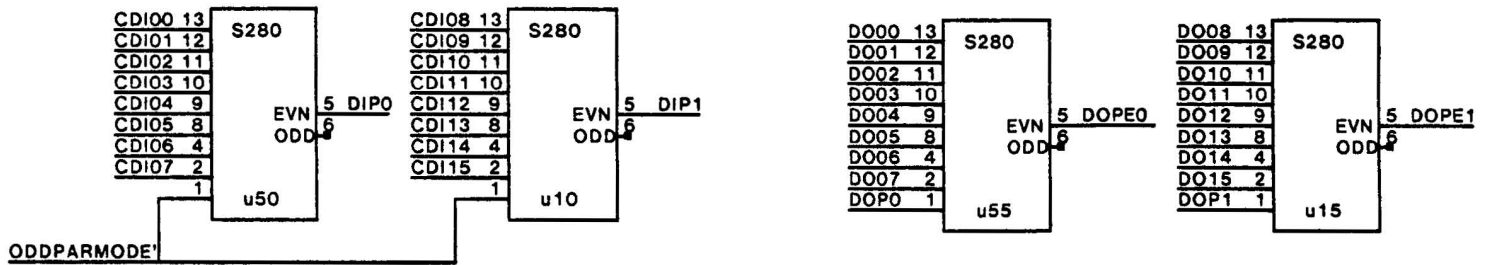 CDI00 13
CDI01 12
CDI02 11
CDI03 10
CDI04 9
CDI05 8
CDI06 4
CDI07 2
1
S280
EVN 5 DIP0
ODD 6
u50
CDI08 13
CDI09 12
CDI10 11
CDI11 10
CDI12 9
CDI13 8
CDI14 4
CDI15 2
1
S280
EVN 5 DIP1
ODD 6
u10
ODDPARMODE'
DO00 13
DO01 12
DO02 11
DO03 10
DO04 9
DO05 8
DO06 4
DO07 2
DOP0 1
S280
EVN 5 DOPE0
ODD 6
u55
DO08 13
DO09 12
DO10 11
DO11 10
DO12 9
DO13 8
DO14 4
DO15 2
DOP1 1
S280
EVN 5 DOPE1
ODD 6
u15